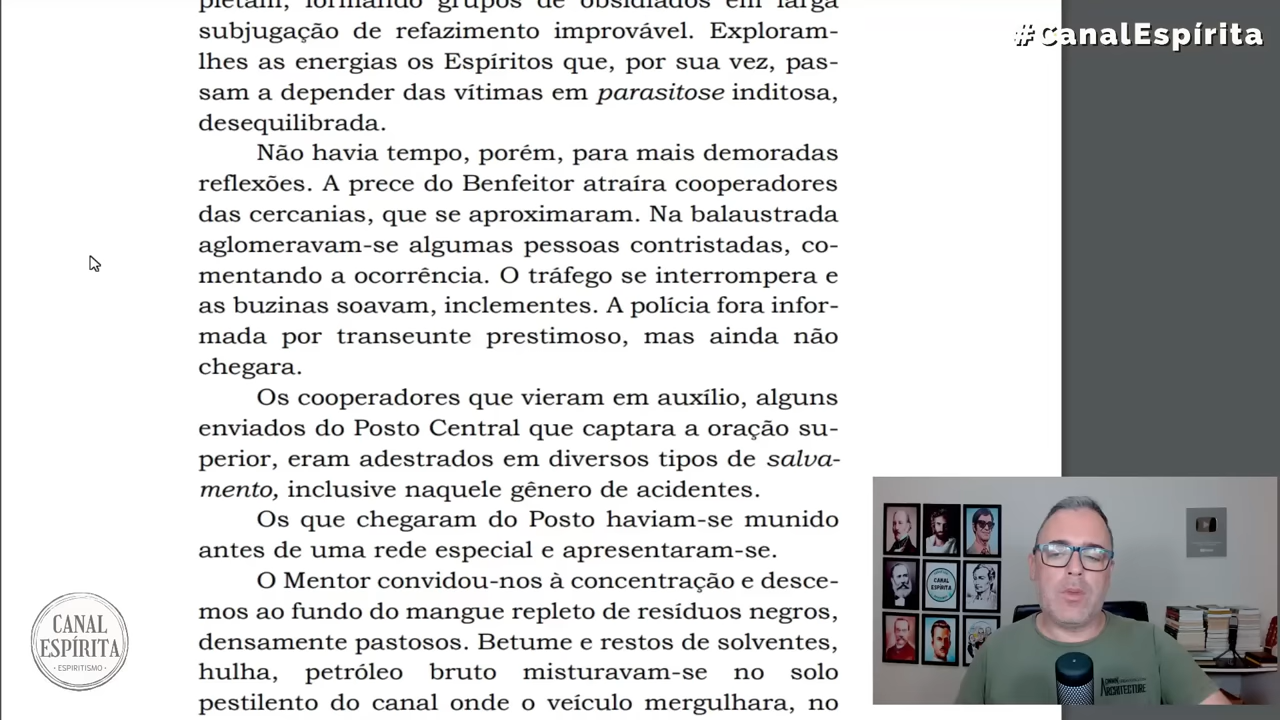 pletam, formando grupos de obsidiados em larga
#CanalEspírita
subjugação de refazimento improvável. Exploram-
lhes as energias os Espíritos que, por sua vez, pas-
sam a depender das vítimas em parasitose inditosa,
desequilibrada.
Não havia tempo, porém, para mais demoradas
reflexões. A prece do Benfeitor atraíra cooperadores
das cercanias, que se aproximaram. Na balaustrada
aglomeravam-se algumas pessoas contristadas, co-
mentando a ocorrência. O tráfego se interrompera e
as buzinas soavam, inclementes. A polícia fora infor-
mada por transeunte prestimoso, mas ainda não
chegara.
Os cooperadores que vieram em auxílio, alguns
enviados do Posto Central que captara a oração su-
perior, eram adestrados em diversos tipos de salva-
mento, inclusive naquele gênero de acidentes.
Os que chegaram do Posto haviam-se munido
antes de uma rede especial e apresentaram-se.
O Mentor convidou-nos à concentração e desce-
mos ao fundo do mangue repleto de resíduos negros,
densamente pastosos. Betume e restos de solventes,
hulha, petróleo bruto misturavam-se no solo
pestilento do canal onde o veículo mergulhara, no
CANAL
ESPÍRITA
· ESPIRITISMO ·
CANAL
ESPÍRITA
ARCHITECTURE